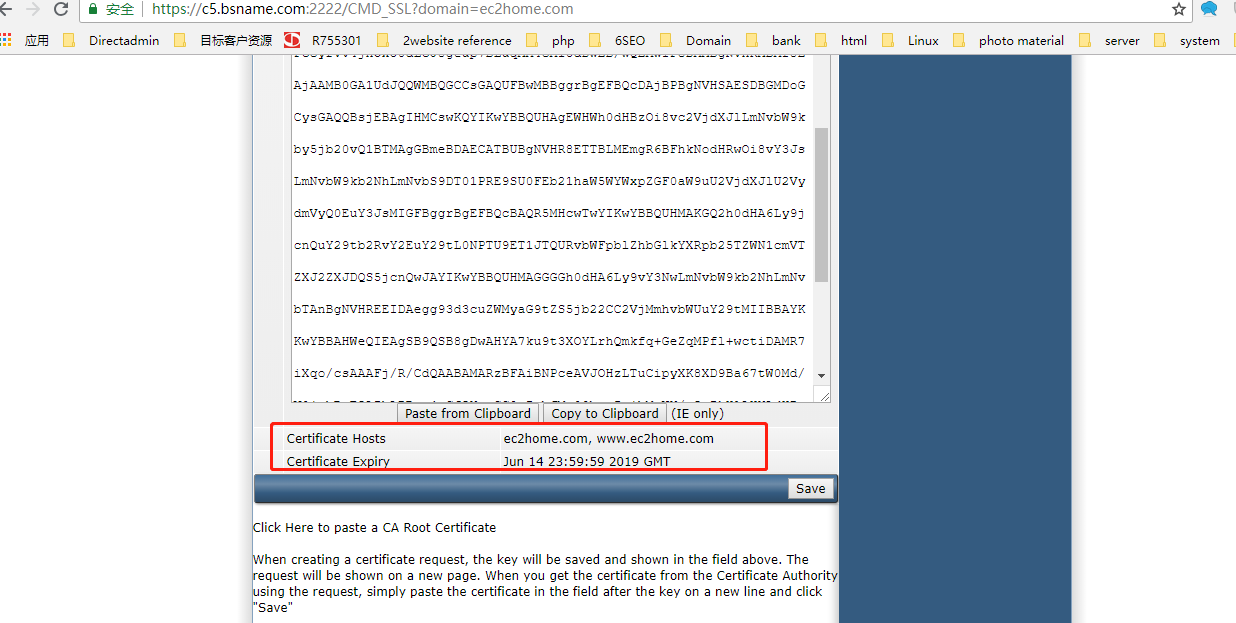 安全 https://c5.bsname.com:2222/CMD_SSL?domain=ec2home.com
应用 Directadmin 目标客户资源 R755301 2website reference php 6SEO Domain bank html Linux photo material server system
AjAAMB0GA1UdJQQWMBQGCCsGAQUFBwMBBggrBgEFBQcDAjBPBgNVHSAESDBGMDoG
CysGAQQBsjEBAgIHMCswKQYIKwYBBQUHAgEWHWh0dHBzOi8vc2VjdXJlLmNvbW9k
by5jb20vQ1BTMAgGBmeBDAECATBUBgNVHR8ETTBLMEmgR6BFhkNodHRwOi8vY3Js
LmNvbW9kb2NhLmNvbS9DT01PRE9SU0FEb21haW5WYWxpZGF0aW9uU2VjdXJlU2Vy
dmVyQ0EuY3JsMIGFBggrBgEFBQcBAQR5MHcwTwYIKwYBBQUHMAKGQ2h0dHA6Ly9j
cnQuY29tb2RvY2EuY29tL0NPTU9ET1JTQURvbWFpblZhbGlkYXRpb25TZWN1cmVT
ZXJ2ZXJDQS5jcnQwJAYIKwYBBQUHMAGGGGh0dHA6Ly9vY3NwLmNvbW9kb2NhLmNv
bTAnBgNVHREEIDAegg93d3cuZWMyaG9tZS5jb22CC2VjMmhvbWUuY29tMIIBBAYK
KwYBBAHWeQIEAgSB9QSB8gDwAHYA7ku9t3XOYLrhQmkfq+GeZqMPfl+wctiDAMR7
iXqo/csAAAFj/R/CdQAABAMARzBFAiBNPceAVJOHzLTuCipyXK8XD9Ba67tW0Md/
Paste from Clipboard Copy to Clipboard (IE only)
Certificate Hosts ec2home.com, www.ec2home.com
Certificate Expiry Jun 14 23:59:59 2019 GMT
Save
Click Here to paste a CA Root Certificate
When creating a certificate request, the key will be saved and shown in the field above. The
request will be shown on a new page. When you get the certificate from the Certificate Authority
using the request, simply paste the certificate in the field after the key on a new line and click
"Save"